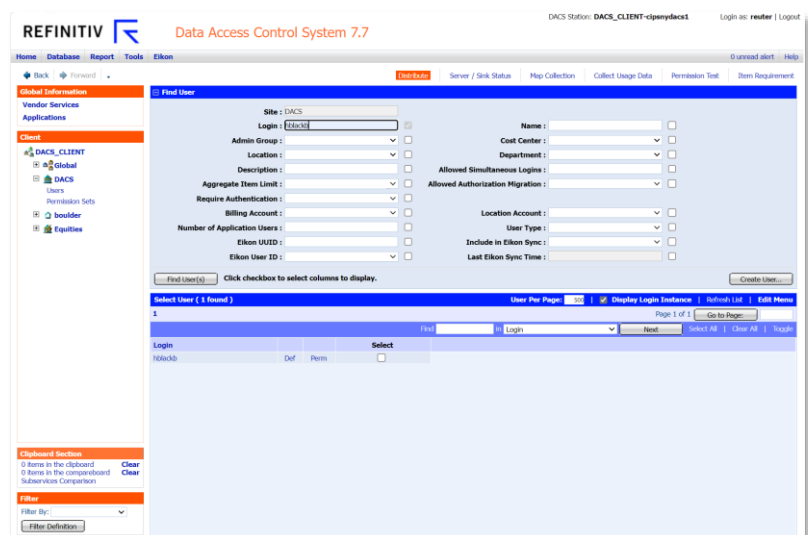 DACS Station: DACS_CLIENT-cipsnydacs1 Login as: reuter | Logout
REFINITIV Data Access Control System 7.7
Home Database Report Tools Eikon 0 unread alert Help
Back Forward Distribute Server / Sink Status Map Collection Collect Usage Data Permission Test Item Requirement
Global Information
Vendor Services
Applications
Client
DACS_CLIENT
Global
DACS
Users
Permission Sets
boulder
Equities
Find User
Site : DACS
Login : hblackb Name :
Admin Group : Cost Center :
Location : Department :
Description : Allowed Simultaneous Logins :
Aggregate Item Limit : Allowed Authorization Migration :
Require Authentication :
Billing Account : Location Account :
Number of Application Users : User Type :
Eikon UUID : Include in Eikon Sync :
Eikon User ID : Last Eikon Sync Time :
Find User(s) Click checkbox to select columns to display. Create User...
Select User ( 1 found ) User Per Page: 500 | Display Login Instance | Refresh List | Edit Menu
1 Page 1 of 1 Go to Page:
Find in Login Next Select All | Clear All | Toggle
Login Select
hblackb Def Perm
Clipboard Section
0 items in the clipboard Clear
0 items in the compareboard Clear
Subservices Comparison
Filter
Filter By:
Filter Definition